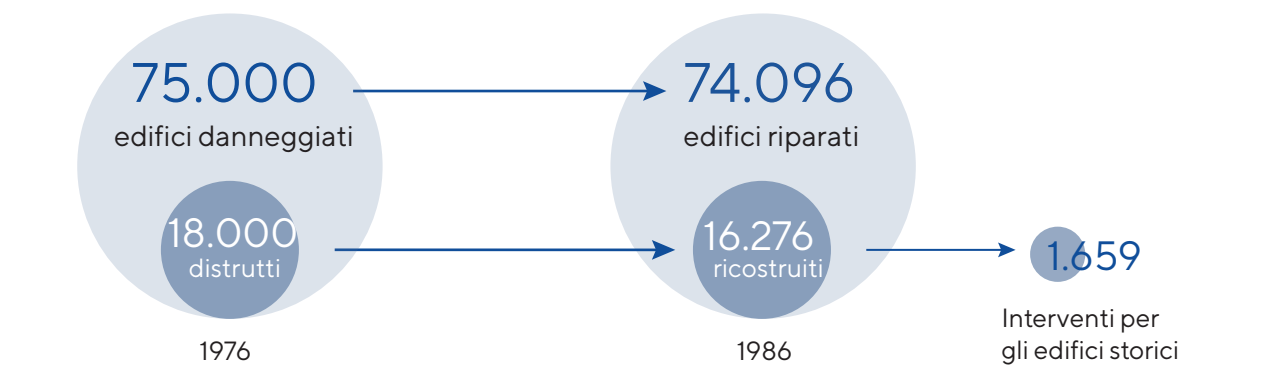 75.000
edifici danneggiati
18.000
distrutti
1976
74.096
edifici riparati
16.276
ricostruiti
1986
1.659
Interventi per
gli edifici storici